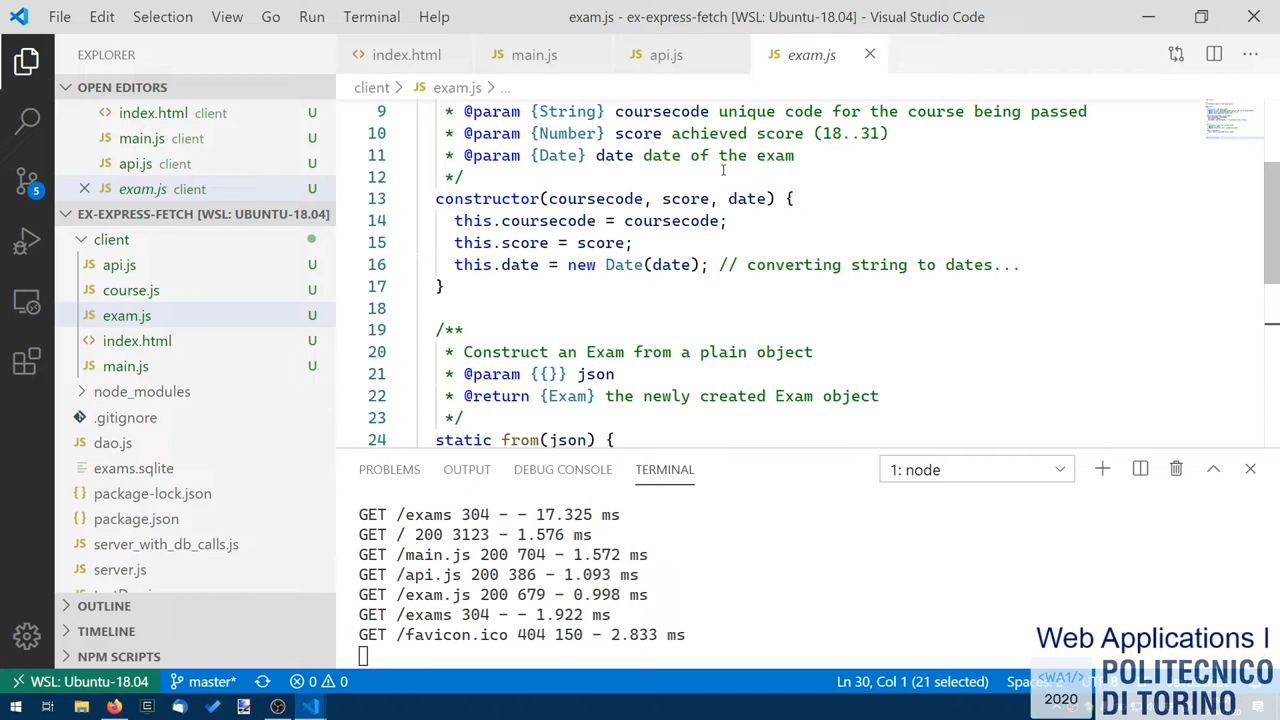 File Edit Selection View Go Run Terminal Help exam.js - ex-express-fetch [WSL: Ubuntu-18.04] - Visual Studio Code
EXPLORER
OPEN EDITORS
index.html client U
main.js client U
api.js client U
exam.js client U
5
EX-EXPRESS-FETCH [WSL: UBUNTU-18.04]
client
JS api.js U
JS course.js U
JS exam.js U
<> index.html U
JS main.js U
node_modules
.gitignore
JS dao.js
exams.sqlite
{} package-lock.json
{} package.json
JS server_with_db_calls.js
JS server.js
OUTLINE
TIMELINE
NPM SCRIPTS
<> index.html JS main.js JS api.js JS exam.js
client > JS exam.js > ...
9 * @param {String} coursecode unique code for the course being passed
10 * @param {Number} score achieved score (18..31)
11 * @param {Date} date date of the exam
12 */
13 constructor(coursecode, score, date) {
14 this.coursecode = coursecode;
15 this.score = score;
16 this.date = new Date(date); // converting string to dates...
17 }
18
19 /**
20 * Construct an Exam from a plain object
21 * @param {{}} json
22 * @return {Exam} the newly created Exam object
23 */
24 static from(json) {
PROBLEMS OUTPUT DEBUG CONSOLE TERMINAL 1: node
GET /exams 304 - - 17.325 ms
GET / 200 3123 - 1.576 ms
GET /main.js 200 704 - 1.572 ms
GET /api.js 200 386 - 1.093 ms
GET /exam.js 200 679 - 0.998 ms
GET /exams 304 - - 1.922 ms
GET /favicon.ico 404 150 - 2.833 ms
WSL: Ubuntu-18.04 master* 0 0 Ln 30, Col 1 (21 selected)
Web Applications I
<WA1/>
2020
POLITECNICO
DI TORINO